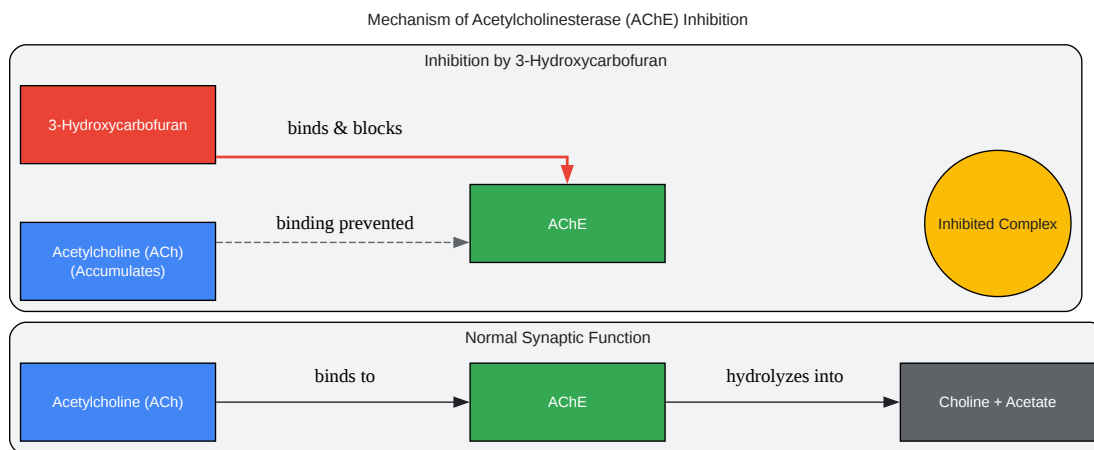 Mechanism of Acetylcholinesterase (AChE) Inhibition
Inhibition by 3-Hydroxycarbofuran
3-Hydroxycarbofuran
binds & blocks
AChE
Acetylcholine (ACh)
(Accumulates)
binding prevented
Inhibited Complex
Normal Synaptic Function
Acetylcholine (ACh)
binds to
AChE
hydrolyzes into
Choline + Acetate